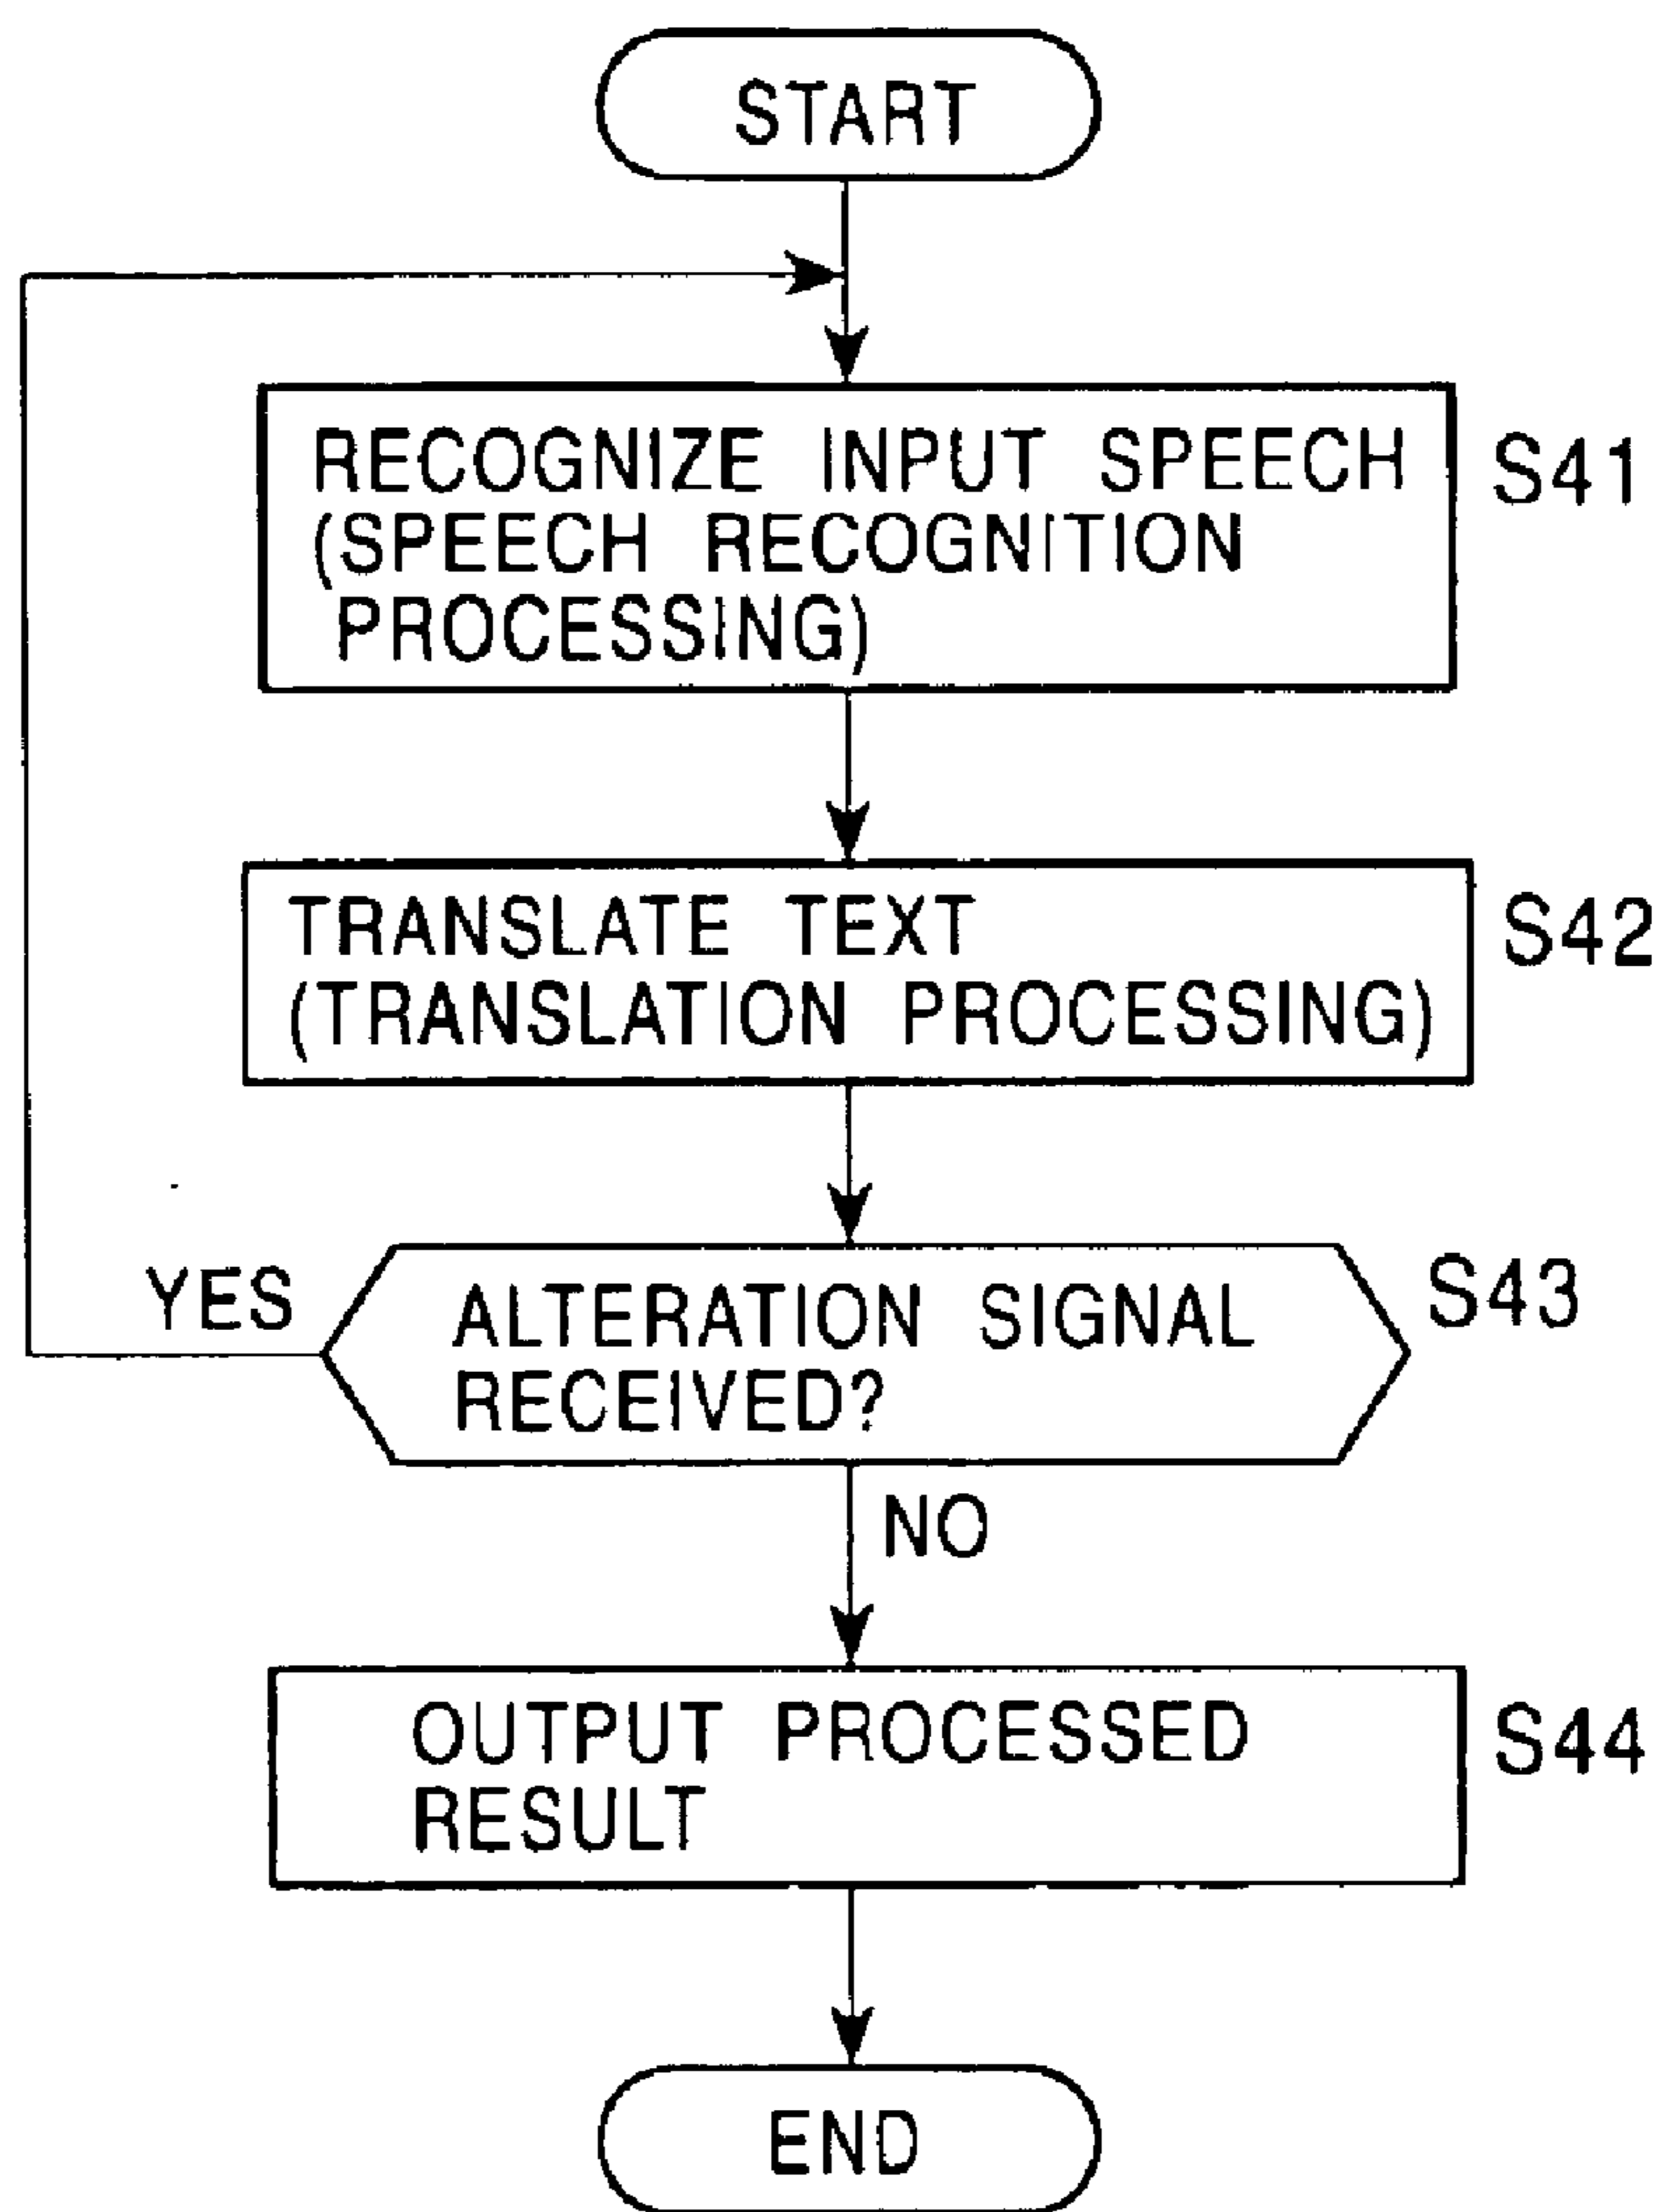 START
RECOGNIZE INPUT SPEECH
(SPEECH RECOGNITION
PROCESSING)
S41
TRANSLATE TEXT
(TRANSLATION PROCESSING)
S42
YES
ALTERATION SIGNAL
RECEIVED?
S43
NO
OUTPUT PROCESSED
RESULT
S44
END